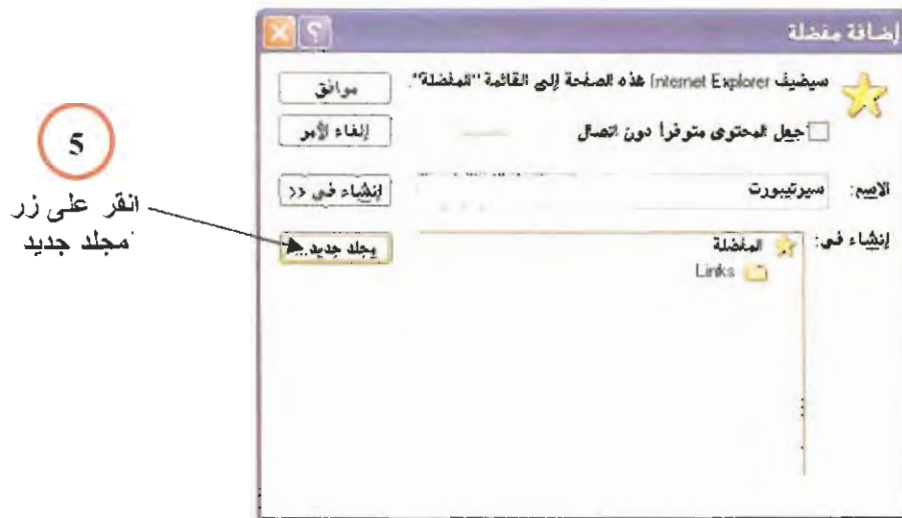 إضافة مفضلة
سيضيف Internet Explorer هذه الصفحة إلى القائمة "المفضلة".
موافق
جعل المحتوى متوفراً دون اتصال
إلغاء الأمر
الاسم: سيرتيبورت
إنشاء في <<
إنشاء في: المفضلة
مجلد جديد...
Links
5
انقر على زر
مجلد جديد